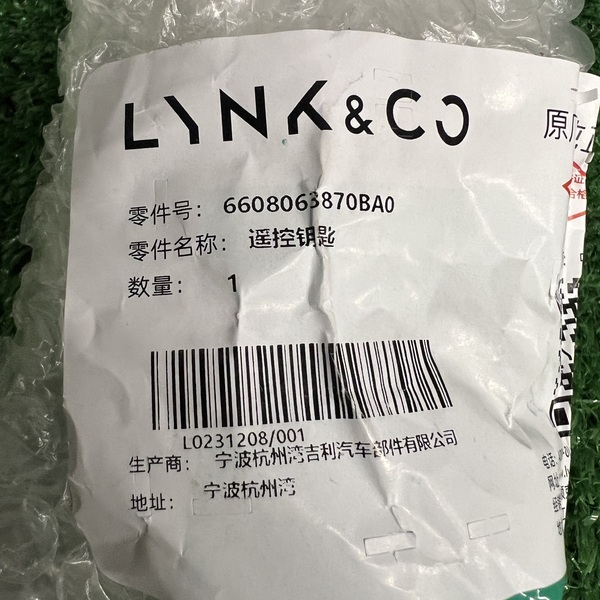 LYNK&CO
原厂
零件号： 6608063870BA0
零件名称： 遥控钥匙
数量： 1
L0231208/001
生产商： 宁波杭州湾吉利汽车部件有限公司
地址： 宁波杭州湾